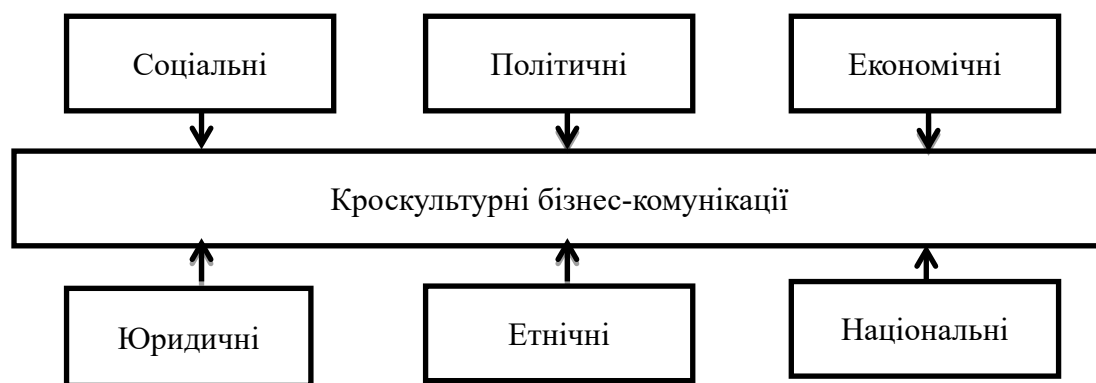 Соціальні
Політичні
Економічні
Кроскультурні бізнес-комунікації
Юридичні
Етнічні
Національні